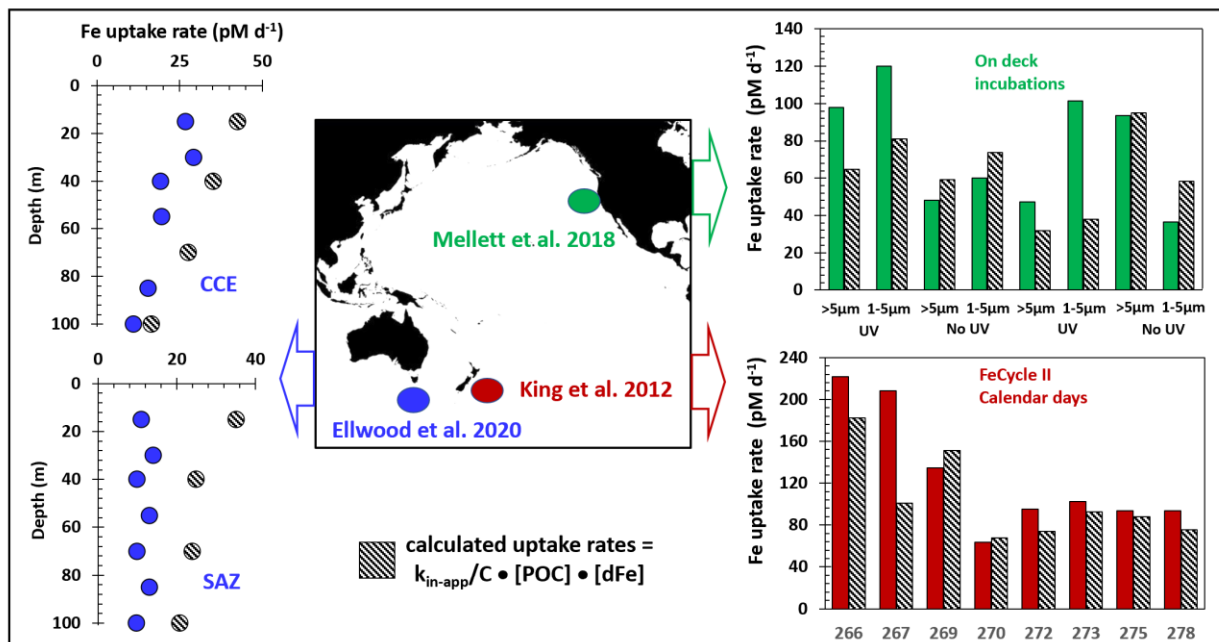 Fe uptake rate (pM d-1)
0 25 50
0
20
40
60
80
100
Depth (m)
CCE
0 20 40
0
20
40
60
80
100
Depth (m)
SAZ
Mellett et al. 2018
King et al. 2012
Ellwood et al. 2020
calculated uptake rates =
kin-app/C • [POC] • [dFe]
140
120
100
80
60
40
20
0
Fe uptake rate (pM d-1)
On deck
incubations
>5μm 1-5μm >5μm 1-5μm >5μm 1-5μm >5μm 1-5μm
UV No UV UV No UV
240
200
160
120
80
40
0
Fe uptake rate (pM d-1)
FeCycle II
Calendar days
266 267 269 270 272 273 275 278